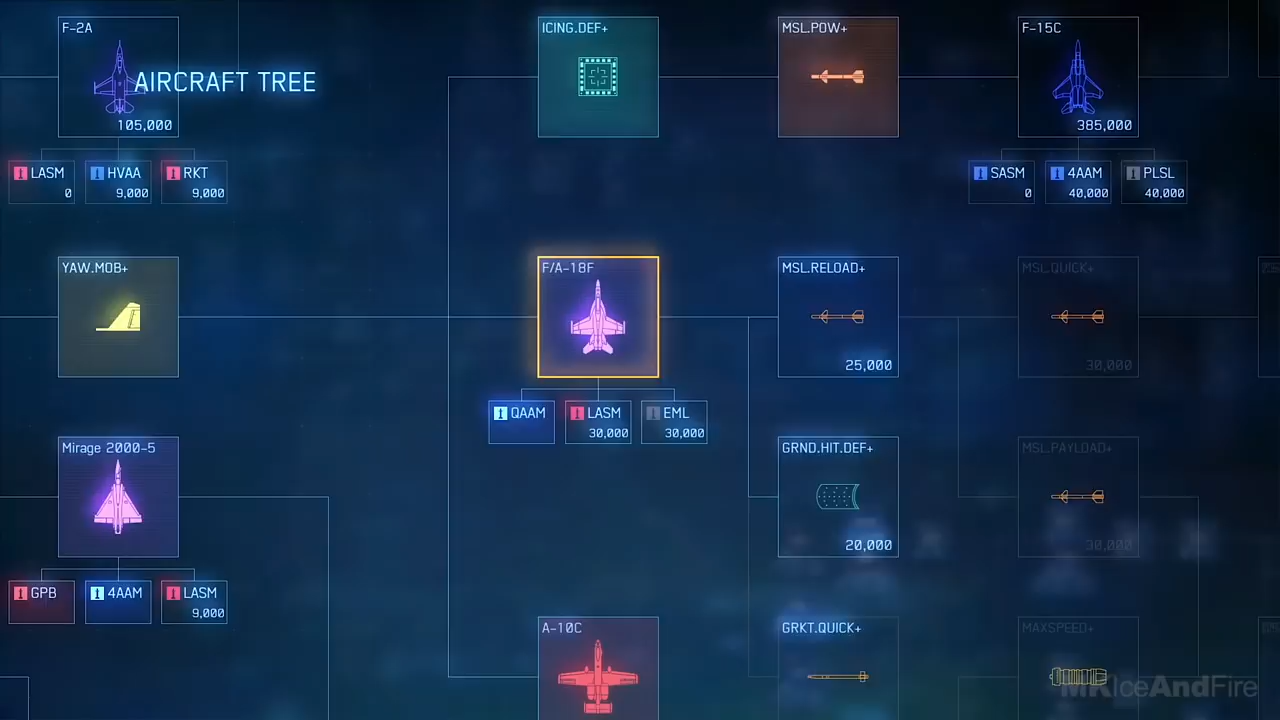 F-2A
AIRCRAFT TREE
105,000
LASM
0
HVAA
9,000
RKT
9,000
ICING.DEF+
MSL.POW+
F-15C
385,000
SASM
0
4AAM
40,000
PLSL
40,000
YAW.MOB+
F/A-18F
QAAM
LASM
30,000
EML
30,000
MSL.RELOAD+
25,000
MSL.QUICK+
30,000
Mirage 2000-5
GPB
4AAM
LASM
9,000
GRND.HIT.DEF+
20,000
MSL.PAYLOAD+
30,000
A-10C
GRKT.QUICK+
MAXSPEED+
MKIceAndFire